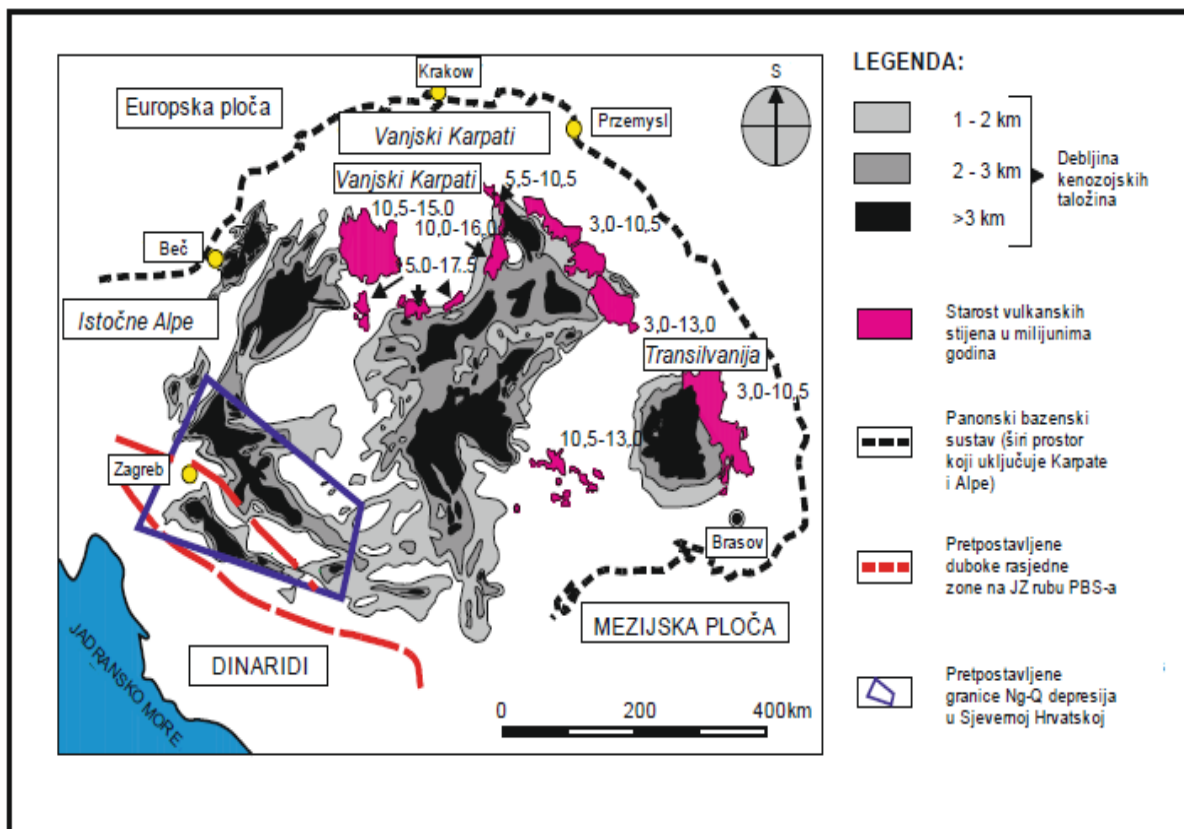 Krakow
Europska ploča
S
Vanjski Karpati
Przemysl
Vanjski Karpati
5,5-10,5
10,5-15.0
10,0-16,0
3,0-10,5
Beč
5.0-17.5
Istočne Alpe
3,0-13,0
Transilvanija
3,0-10,5
10,5-13,0
Zagreb
Brasov
MEZIJSKA PLOČA
DINARIDI
JADRANSKO MORE
0 200 400km
LEGENDA:
1 - 2 km
2 - 3 km
>3 km
Debljina
kenozojskih
taložina
Starost vulkanskih
stijena u milijunima
godina
Panonski bazenski
sustav (širi prostor
koji uključuje Karpate
i Alpe)
Pretpostavljene
duboke rasjedne
zone na JZ rubu PBS-a
Pretpostavljene
granice Ng-Q depresija
u Sjevernoj Hrvatskoj